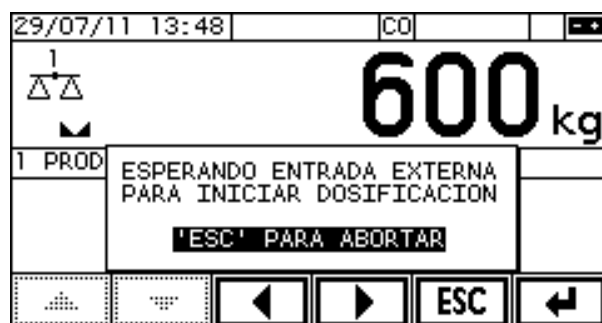 29/07/11 13:48 CO
1
600 kg
1 PROD
ESPERANDO ENTRADA EXTERNA
PARA INICIAR DOSIFICACION
'ESC' PARA ABORTAR
ESC